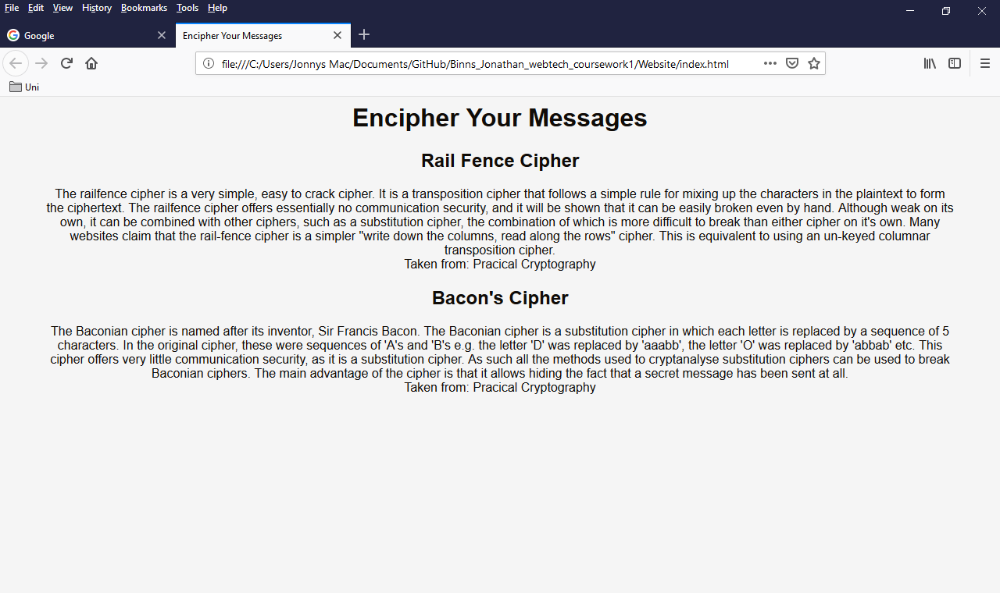 File Edit View History Bookmarks Tools Help
Google
Encipher Your Messages
file:///C:/Users/Jonnys Mac/Documents/GitHub/Binns_Jonathan_webtech_coursework1/Website/index.html
Uni
Encipher Your Messages
Rail Fence Cipher
The railfence cipher is a very simple, easy to crack cipher. It is a transposition cipher that follows a simple rule for mixing up the characters in the plaintext to form
the ciphertext. The railfence cipher offers essentially no communication security, and it will be shown that it can be easily broken even by hand. Although weak on its
own, it can be combined with other ciphers, such as a substitution cipher, the combination of which is more difficult to break than either cipher on it's own. Many
websites claim that the rail-fence cipher is a simpler "write down the columns, read along the rows" cipher. This is equivalent to using an un-keyed columnar
transposition cipher.
Taken from: Pracical Cryptography
Bacon's Cipher
The Baconian cipher is named after its inventor, Sir Francis Bacon. The Baconian cipher is a substitution cipher in which each letter is replaced by a sequence of 5
characters. In the original cipher, these were sequences of 'A's and 'B's e.g. the letter 'D' was replaced by 'aaabb', the letter 'O' was replaced by 'abbab' etc. This
cipher offers very little communication security, as it is a substitution cipher. As such all the methods used to cryptanalyse substitution ciphers can be used to break
Baconian ciphers. The main advantage of the cipher is that it allows hiding the fact that a secret message has been sent at all.
Taken from: Pracical Cryptography